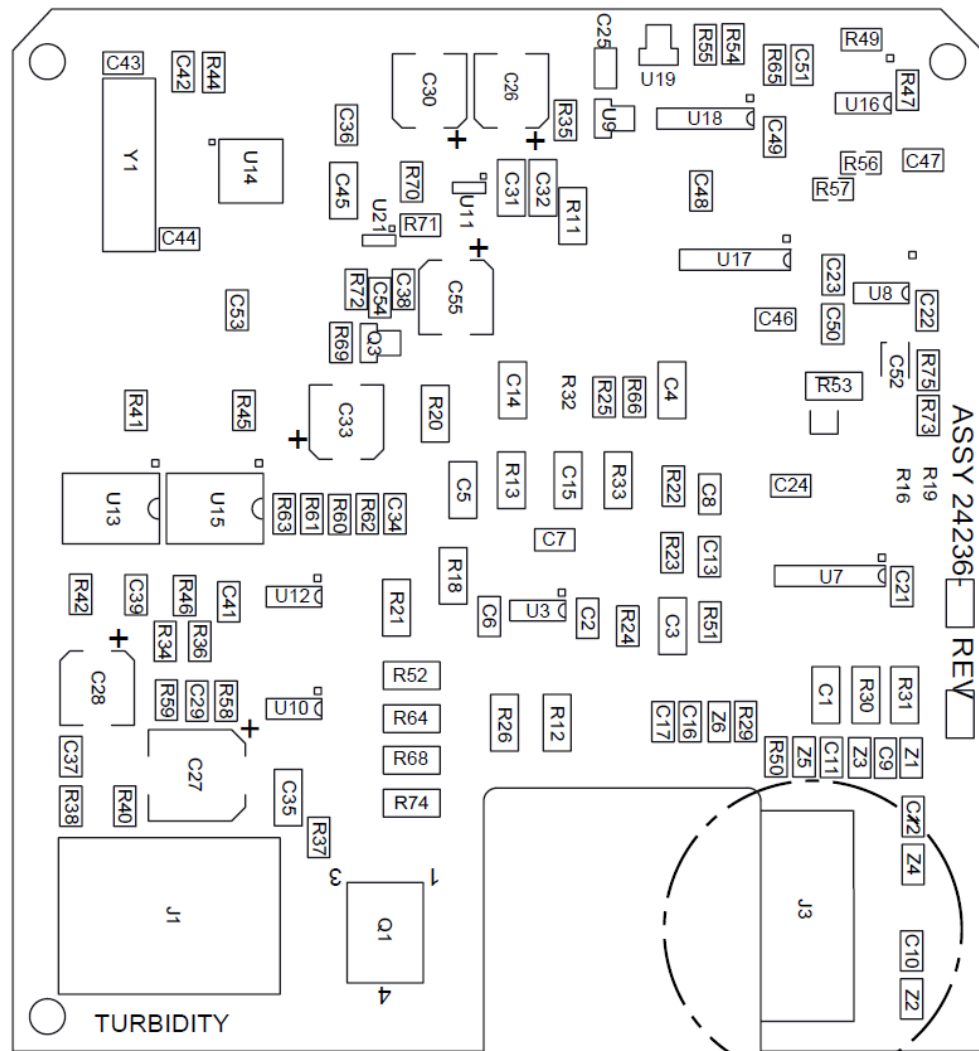 C43
C42
R44
C30
C26
C25
U19
R55
R54
R65
C51
R49
R47
U16
Y1
U14
C36
R35
U9
U18
C49
R56
C47
R57
C45
R70
U11
C31
C32
R11
C48
U21
R71
C44
U17
C23
U8
C22
C53
R72
C54
C38
C55
C46
C50
R69
Q3
C52
R75
R41
R45
C33
R20
C14
R32
R25
R66
C4
R53
R73
U13
U15
R63
R61
R60
R62
C34
C5
R13
C15
R33
R22
C8
C24
R16
R19
ASSY 24236-
C7
R23
C13
R42
C39
R46
C41
U12
R21
R18
C6
U3
C2
R24
C3
R51
U7
C21
R34
R36
REV
C28
R59
C29
R58
U10
R52
R64
R68
R74
R26
R12
C17
C16
Z6
R29
C1
R30
R31
C37
C27
R50
Z5
C11
Z3
C9
Z1
R38
R40
C35
R37
C12
Z4
J1
3
1
Q1
4
J3
C10
Z2
TURBIDITY